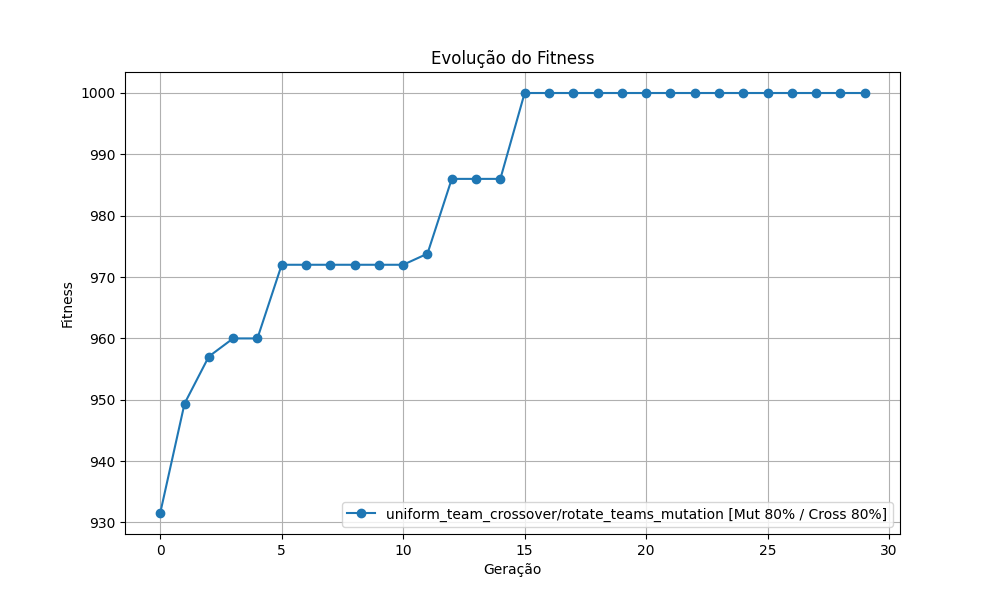 Evolução do Fitness
1000
990
980
970
960
950
940
930
Fitness
uniform_team_crossover/rotate_teams_mutation [Mut 80% / Cross 80%]
0 5 10 15 20 25 30
Geração